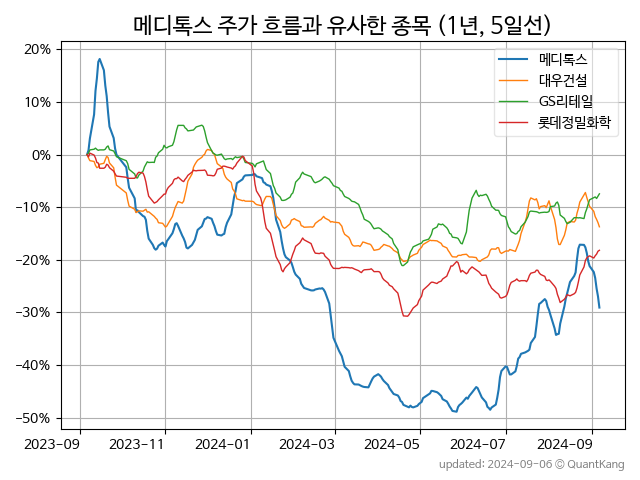 메디톡스 주가 흐름과 유사한 종목 (1년, 5일선)
메디톡스
대우건설
GS리테일
롯데정밀화학
20%
10%
0%
−10%
−20%
−30%
−40%
−50%
2023-09
2023-11
2024-01
2024-03
2024-05
2024-07
2024-09
updated: 2024-09-06 © QuantKang